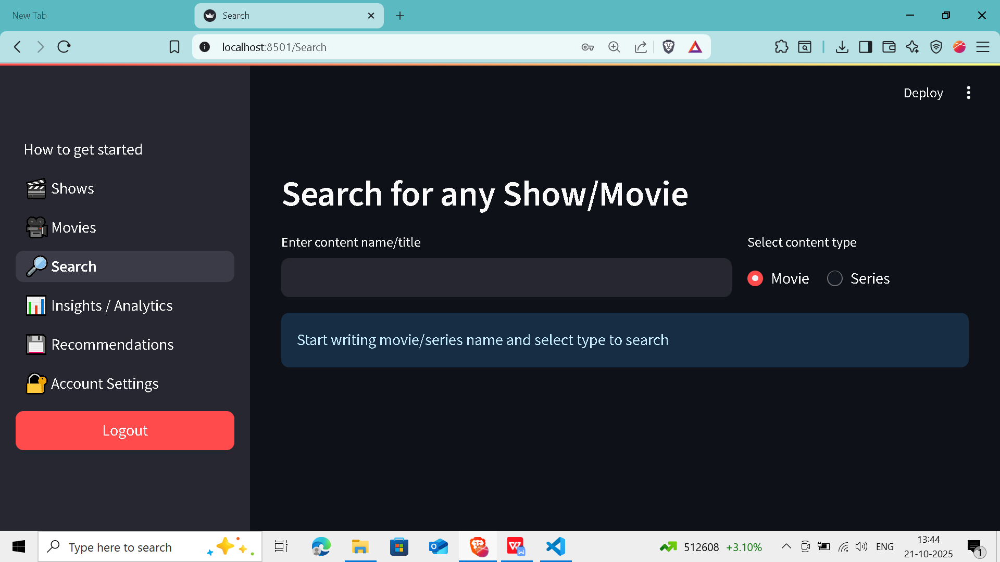 New Tab
Search
localhost:8501/Search
Deploy
How to get started
Shows
Movies
Search
Insights / Analytics
Recommendations
Account Settings
Logout
Search for any Show/Movie
Enter content name/title
Select content type
Movie
Series
Start writing movie/series name and select type to search
Type here to search
512608 +3.10%
ENG
13:44
21-10-2025
1